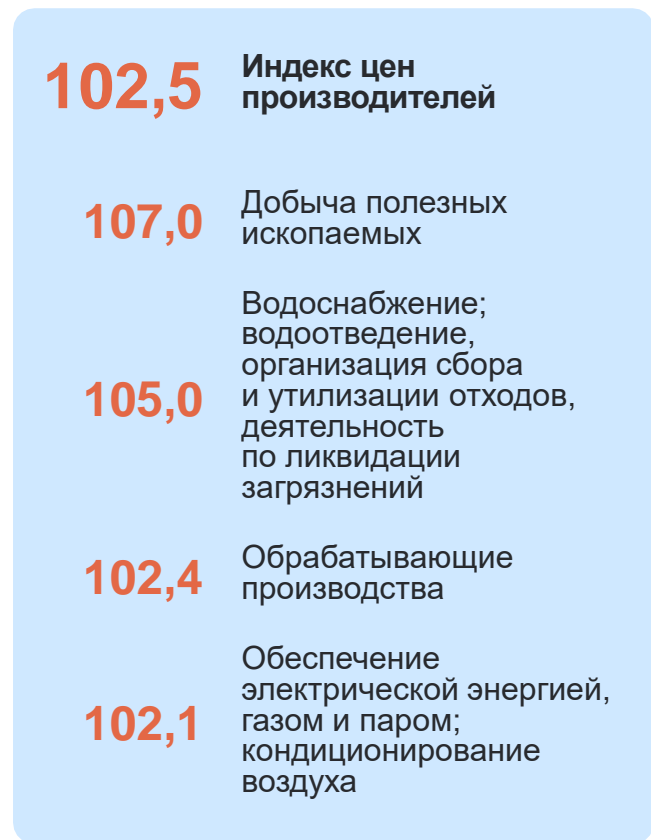 102,5
Индекс цен
производителей
107,0
Добыча полезных
ископаемых
105,0
Водоснабжение;
водоотведение,
организация сбора
и утилизации отходов,
деятельность
по ликвидации
загрязнений
102,4
Обрабатывающие
производства
102,1
Обеспечение
электрической энергией,
газом и паром;
кондиционирование
воздуха